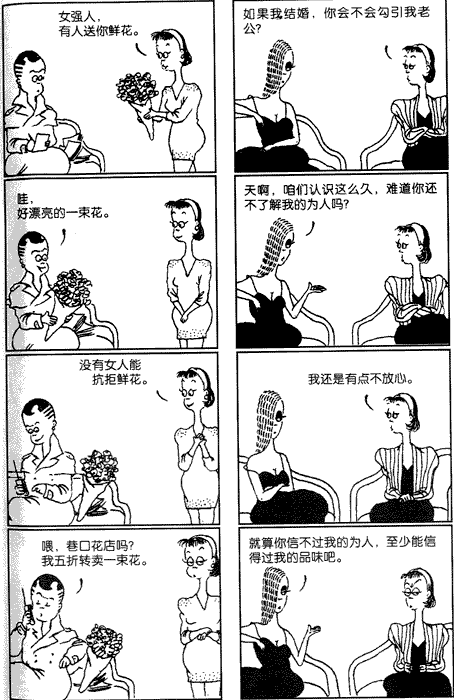 女强人，
有人送你鲜花。
哇，
好漂亮的一束花。
没有女人能
抗拒鲜花。
喂，巷口花店吗？
我五折转卖一束花。
如果我结婚，你会不会勾引我老
公？
天啊，咱们认识这么久，难道你还
不了解我的为人吗？
我还是有点不放心。
就算你信不过我的为人，至少能信
得过我的品味吧。